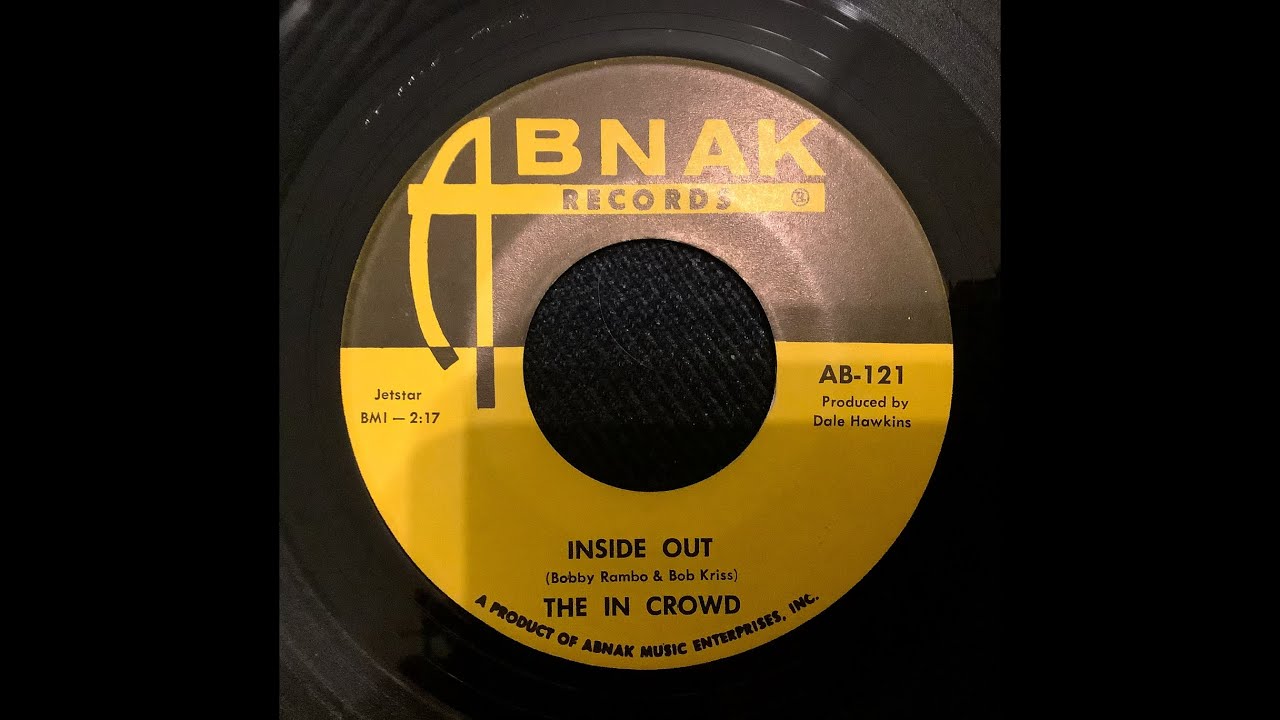 ABNAK
RECORDS ®
AB-121
Produced by
Dale Hawkins
Jetstar
BMI — 2:17
INSIDE OUT
(Bobby Rambo & Bob Kriss)
THE IN CROWD
A PRODUCT OF ABNAK MUSIC ENTERPRISES, INC.